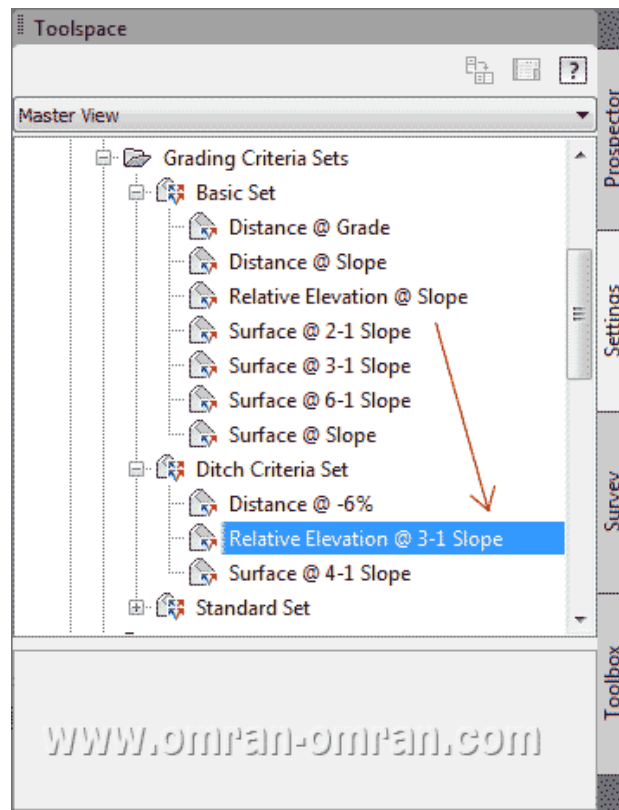 Toolspace
?
Master View
Grading Criteria Sets
Basic Set
Distance @ Grade
Distance @ Slope
Relative Elevation @ Slope
Surface @ 2-1 Slope
Surface @ 3-1 Slope
Surface @ 6-1 Slope
Surface @ Slope
Ditch Criteria Set
Distance @ -6%
Relative Elevation @ 3-1 Slope
Surface @ 4-1 Slope
Standard Set
Prospector
Settings
Survey
Toolbox
www.omran-omran.com